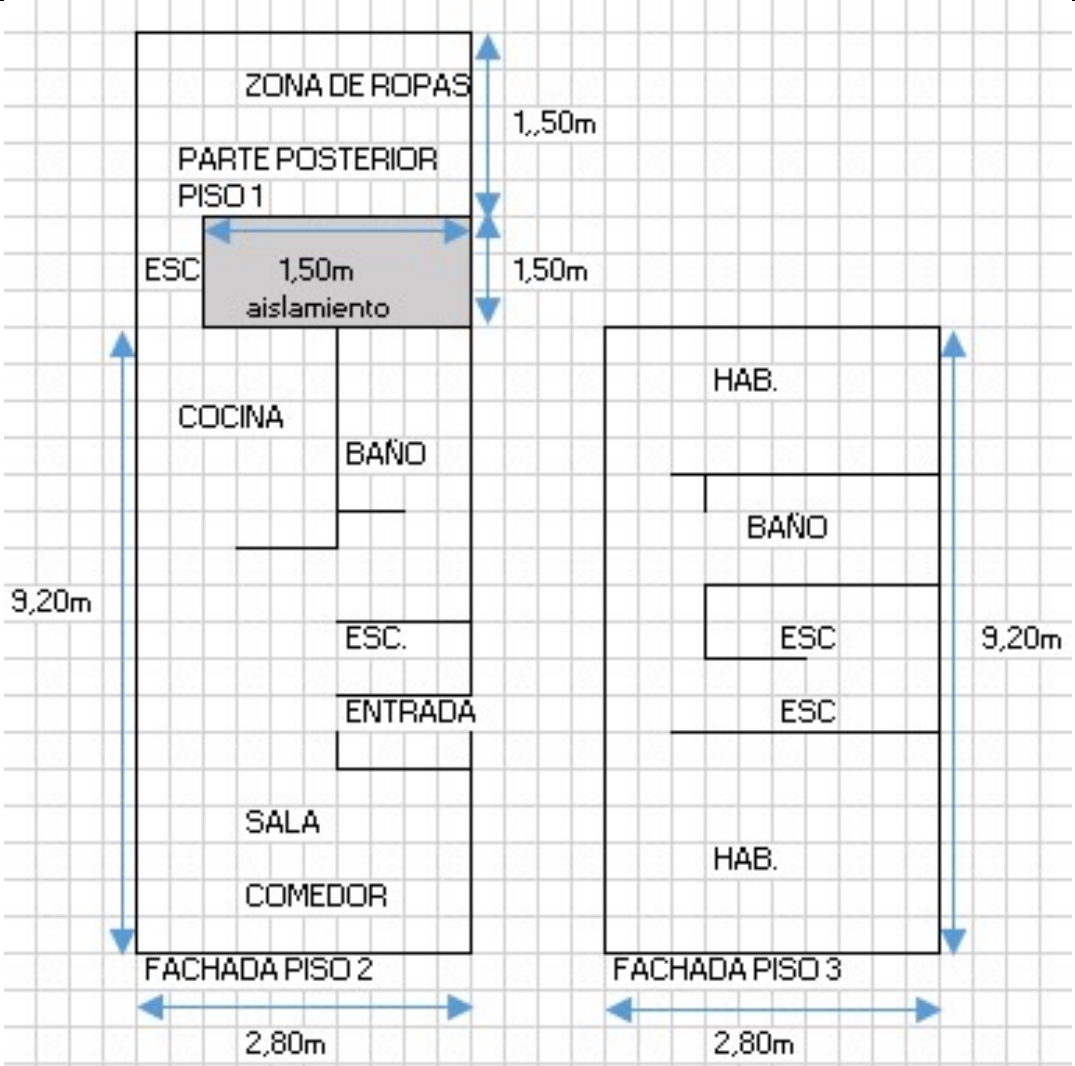 ZONA DE ROPAS
1,,50m
PARTE POSTERIOR
PISO 1
ESC
1,50m
aislamiento
1,50m
COCINA
BAÑO
9,20m
ESC.
ENTRADA
SALA
COMEDOR
FACHADA PISO 2
2,80m
HAB.
BAÑO
ESC
9,20m
ESC
HAB.
FACHADA PISO 3
2,80m